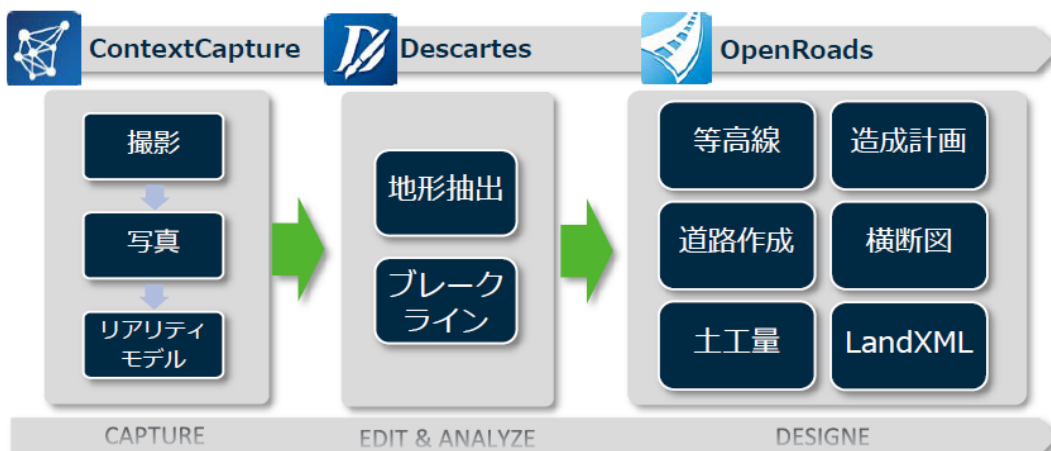 ContextCapture
Descartes
OpenRoads
撮影
写真
リアリティ
モデル
地形抽出
ブレーク
ライン
等高線
造成計画
道路作成
横断図
土工量
LandXML
CAPTURE
EDIT & ANALYZE
DESIGNE